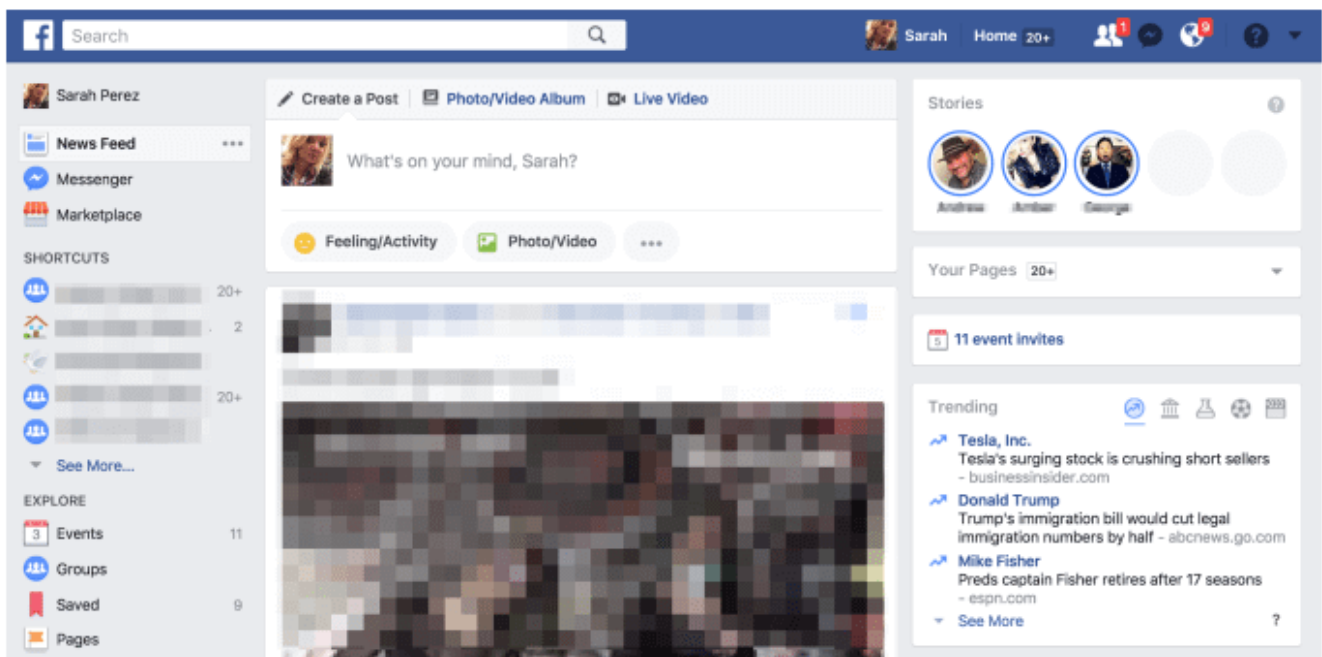 f
Search
Sarah
Home 20+
1
9
?
Sarah Perez
News Feed
Messenger
Marketplace
SHORTCUTS
20+
2
20+
See More...
EXPLORE
3 Events 11
Groups
Saved 9
Pages
Create a Post
Photo/Video Album
Live Video
What's on your mind, Sarah?
Feeling/Activity
Photo/Video
Stories
?
Andrew
Amber
George
Your Pages 20+
5 11 event invites
Trending
Tesla, Inc.
Tesla's surging stock is crushing short sellers
- businessinsider.com
Donald Trump
Trump's immigration bill would cut legal
immigration numbers by half - abcnews.go.com
Mike Fisher
Preds captain Fisher retires after 17 seasons
- espn.com
See More
?